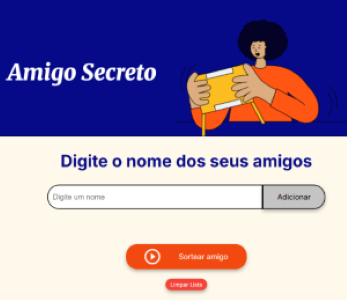 Amigo Secreto
Digite o nome dos seus amigos
Digite um nome
Adicionar
Sortear amigo
Limpar Lista